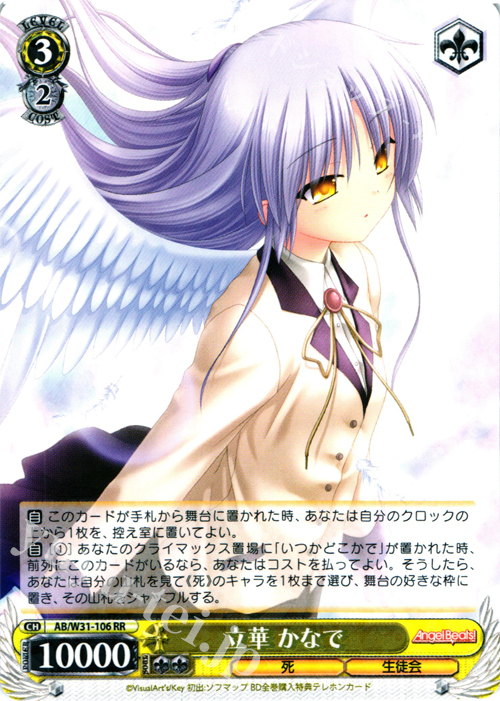 LEVEL
3
2
COST
自 このカードが手札から舞台に置かれた時、あなたは自分のクロックの
上から1枚を、控え室に置いてよい。
自 [①] あなたのクライマックス置場に「いつかどこかで」が置かれた時、
前列にこのカードがいるなら、あなたはコストを払ってよい。そうしたら、
あなたは自分の山札を見て《死》のキャラを1枚まで選び、舞台の好きな枠に
置き、その山札をシャッフルする。
CH AB/W31-106 RR
立華 かなで
Angel Beats!
POWER
10000
SOUL
死
生徒会
©VisualArt's/Key 初出:ソフマップ BD全巻購入特典テレホンカード